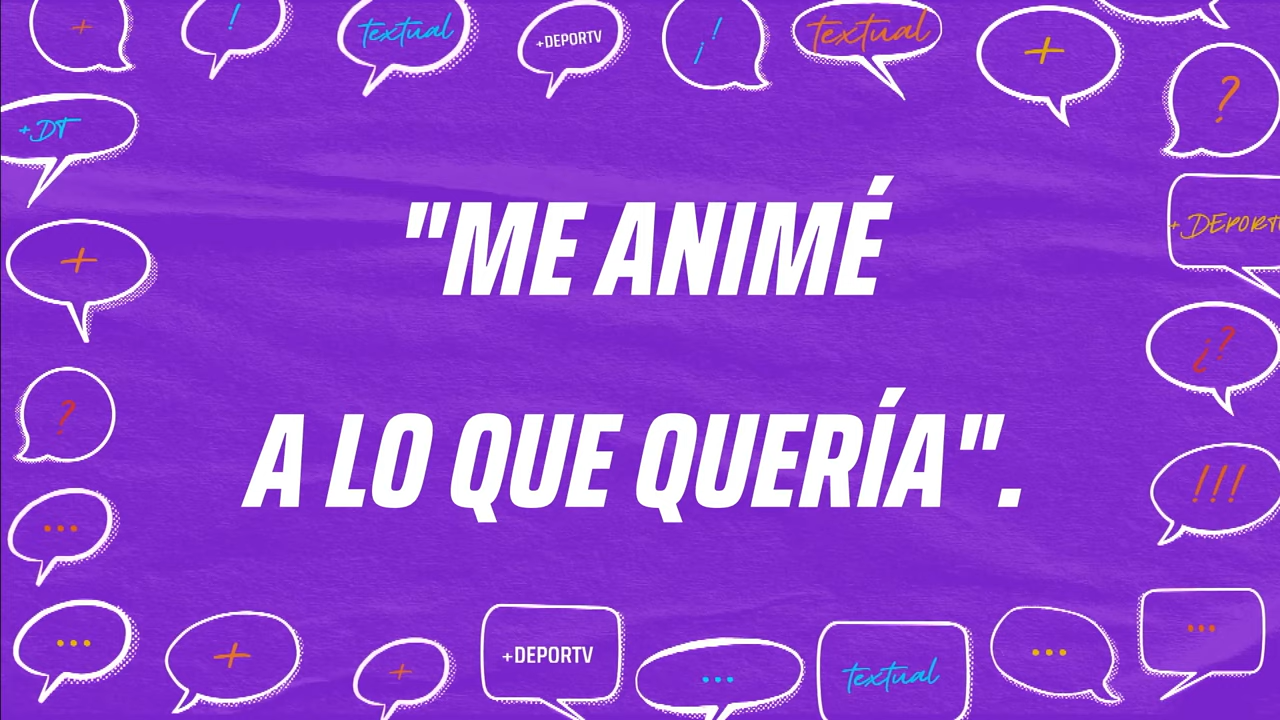 +
!
textual
+DEPORTV
¡!
textual
+
?
+DT
+DEPORT
"ME ANIMÉ
+
¿?
?
A LO QUE QUERÍA".
!!!
...
...
+
+
+DEPORTV
...
textual
...
...